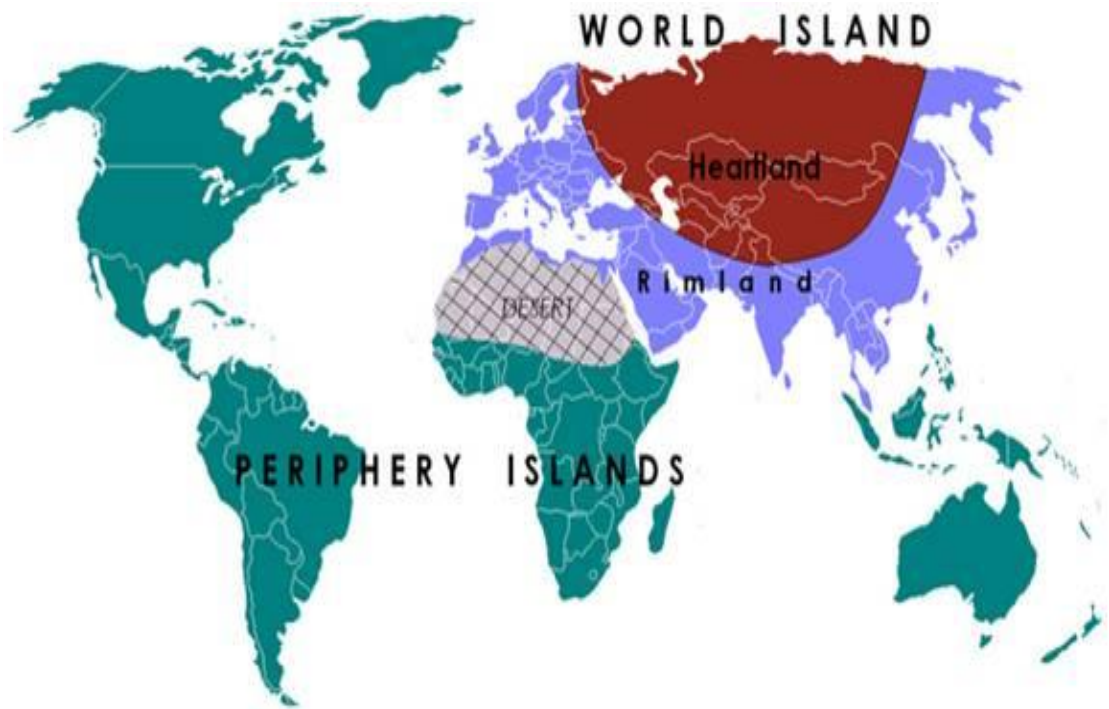 WORLD ISLAND
Heartland
Rimland
DESERT
PERIPHERY ISLANDS